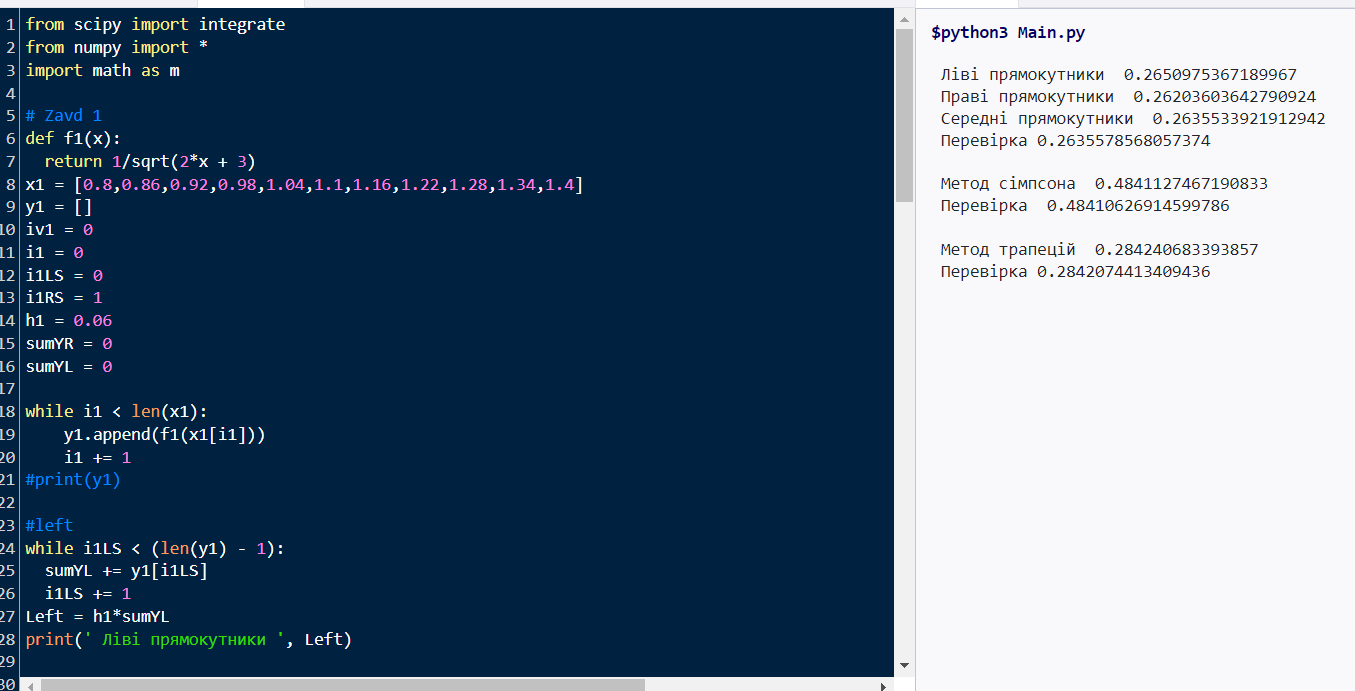 1 from scipy import integrate
2 from numpy import *
3 import math as m
4
5 # Zavd 1
6 def f1(x):
7   return 1/sqrt(2*x + 3)
8 x1 = [0.8,0.86,0.92,0.98,1.04,1.1,1.16,1.22,1.28,1.34,1.4]
9 y1 = []
10 iv1 = 0
11 i1 = 0
12 i1LS = 0
13 i1RS = 1
14 h1 = 0.06
15 sumYR = 0
16 sumYL = 0
17
18 while i1 < len(x1):
19     y1.append(f1(x1[i1]))
20     i1 += 1
21 #print(y1)
22
23 #left
24 while i1LS < (len(y1) - 1):
25   sumYL += y1[i1LS]
26   i1LS += 1
27 Left = h1*sumYL
28 print(' Ліві прямокутники ', Left)
29
30
$python3 Main.py
Ліві прямокутники  0.2650975367189967
Праві прямокутники  0.26203603642790924
Середні прямокутники  0.2635533921912942
Перевірка 0.2635578568057374
Метод сімпсона  0.4841127467190833
Перевірка  0.48410626914599786
Метод трапецій  0.284240683393857
Перевірка 0.2842074413409436